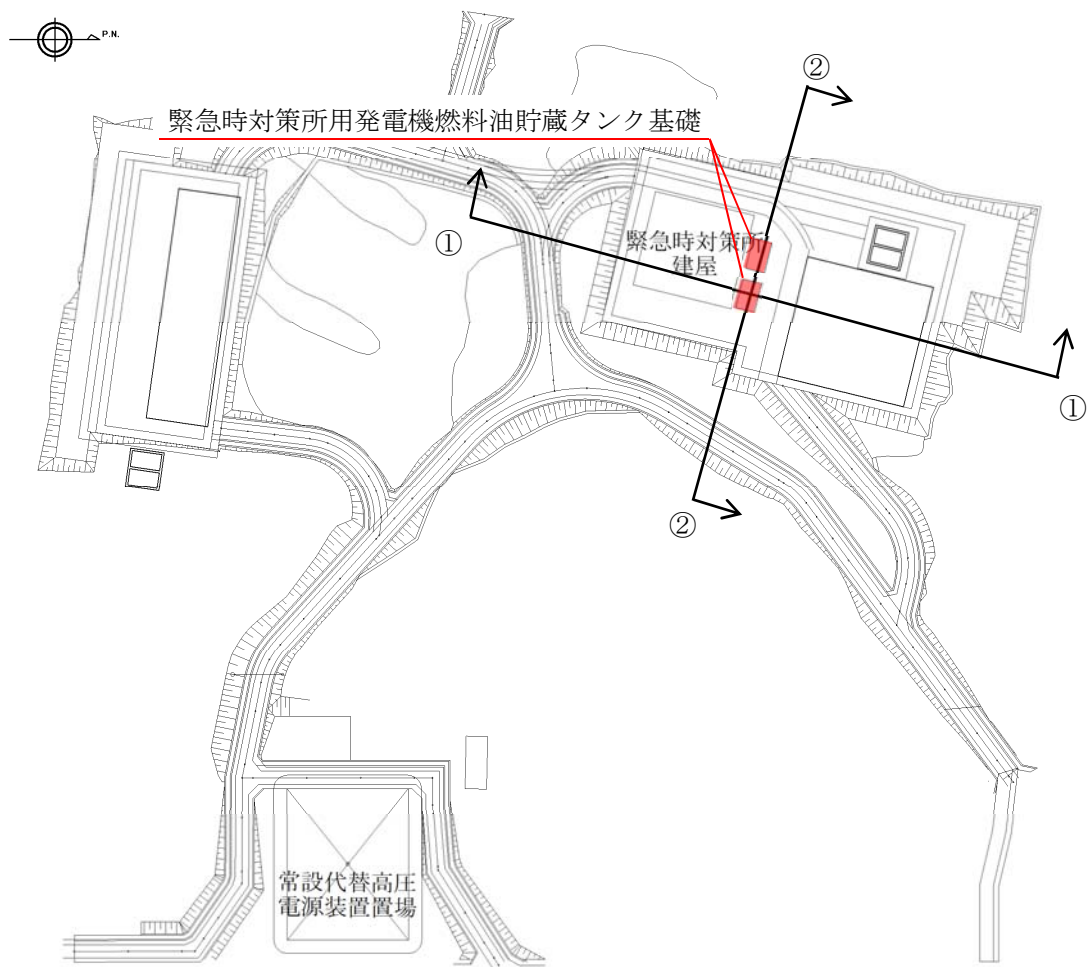 P.N.
②
緊急時対策所用発電機燃料油貯蔵タンク基礎
①
緊急時対策所
建屋
①
②
常設代替高圧
電源装置置場